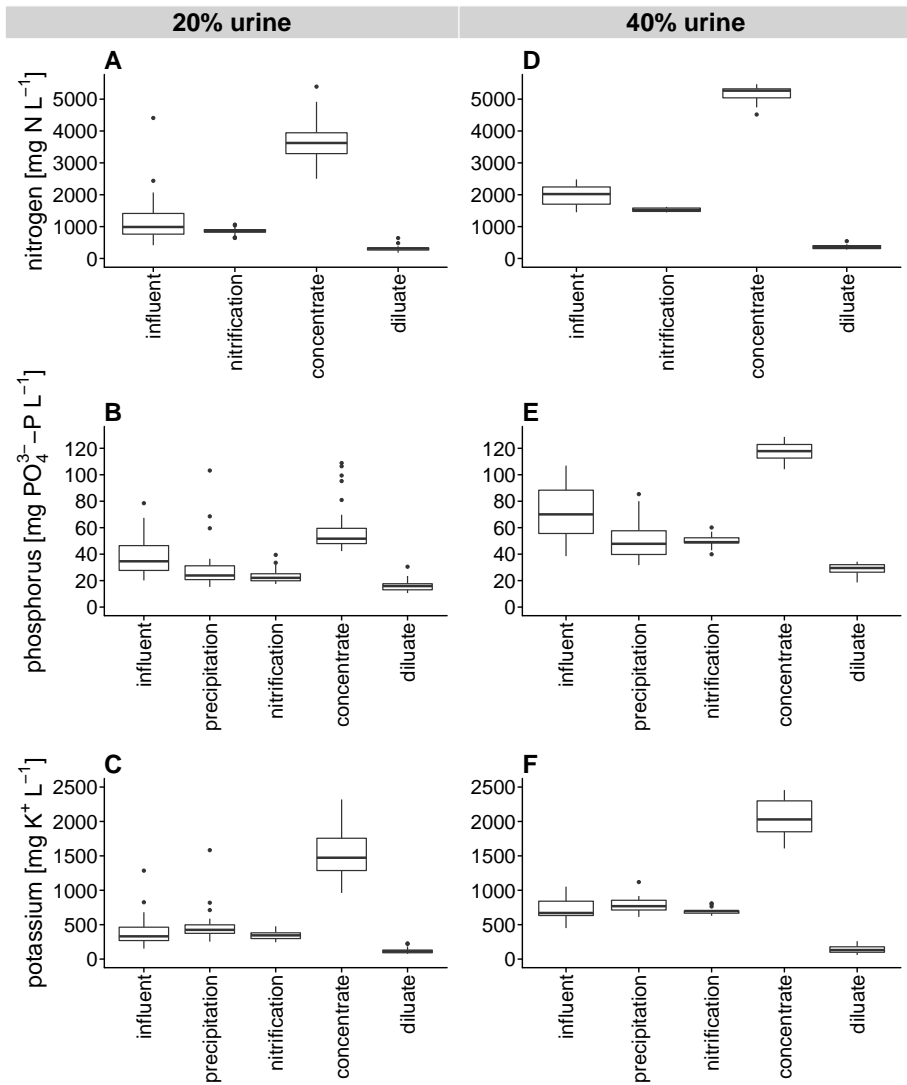 20% urine
40% urine
A
nitrogen [mg N L⁻¹]
5000
4000
3000
2000
1000
0
influent
nitrification
concentrate
diluate
D
5000
4000
3000
2000
1000
0
influent
nitrification
concentrate
diluate
B
phosphorus [mg PO₄³⁻–P L⁻¹]
120
100
80
60
40
20
0
influent
precipitation
nitrification
concentrate
diluate
E
120
100
80
60
40
20
0
influent
precipitation
nitrification
concentrate
diluate
C
potassium [mg K⁺ L⁻¹]
2500
2000
1500
1000
500
0
influent
precipitation
nitrification
concentrate
diluate
F
2500
2000
1500
1000
500
0
influent
precipitation
nitrification
concentrate
diluate